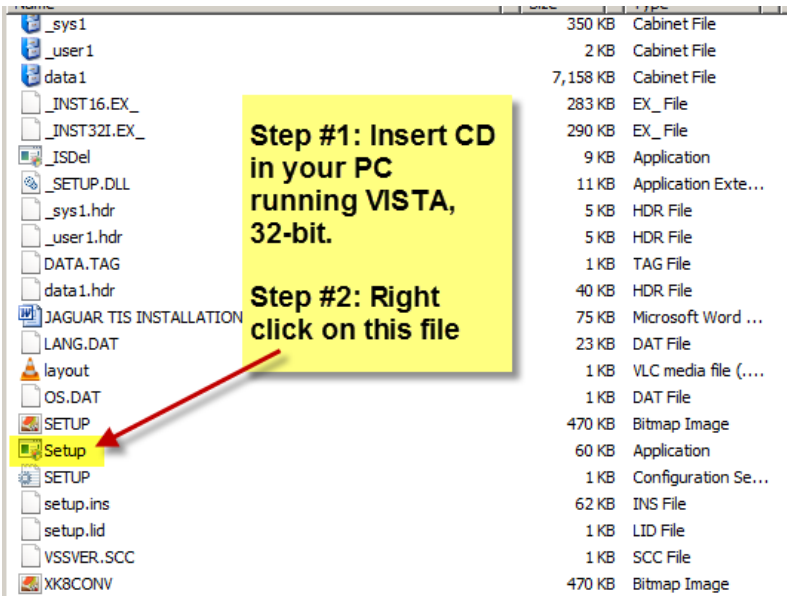 Name Size Type
_sys1 350 KB Cabinet File
_user1 2 KB Cabinet File
data1 7,158 KB Cabinet File
_INST16.EX_ 283 KB EX_ File
_INST32I.EX_ 290 KB EX_ File
_ISDel 9 KB Application
_SETUP.DLL 11 KB Application Exte...
_sys1.hdr 5 KB HDR File
_user1.hdr 5 KB HDR File
DATA.TAG 1 KB TAG File
data1.hdr 40 KB HDR File
JAGUAR TIS INSTALLATION 75 KB Microsoft Word ...
LANG.DAT 23 KB DAT File
layout 1 KB VLC media file (....
OS.DAT 1 KB DAT File
SETUP 470 KB Bitmap Image
Setup 60 KB Application
SETUP 1 KB Configuration Se...
setup.ins 62 KB INS File
setup.lid 1 KB LID File
VSSVER.SCC 1 KB SCC File
XK8CONV 470 KB Bitmap Image
Step #1: Insert CD
in your PC
running VISTA,
32-bit.
Step #2: Right
click on this file